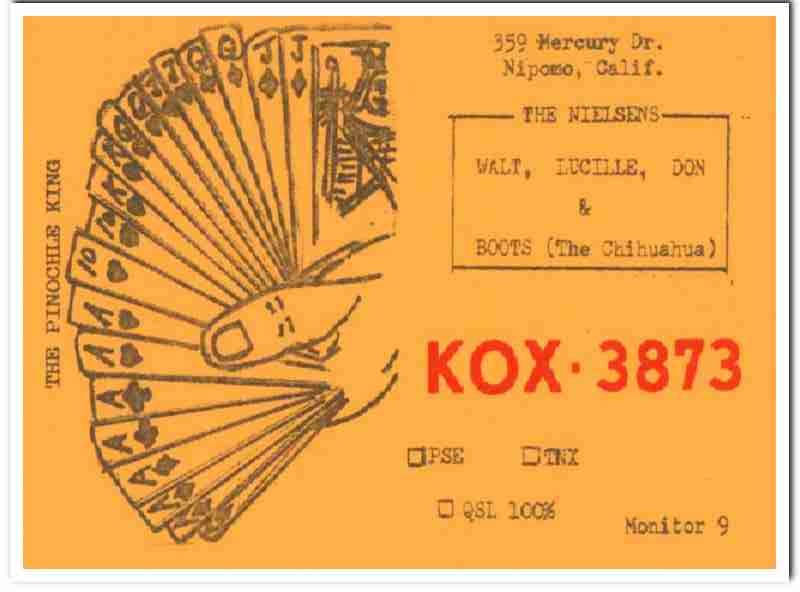 THE PINOCHLE KING
359 Mercury Dr.
Nipomo, Calif.
THE NIELSENS
WALT, LUCILLE, DON
&
BOOTS (The Chihuahua)
KOX·3873
PSE TNX
QSL 100%
Monitor 9
J
J
Q
Q
J
J
10
A
A
A
A
A